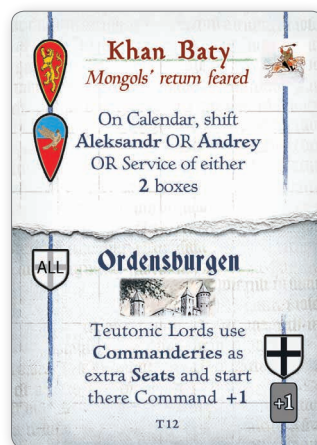 Khan Baty
Mongols' return feared
On Calendar, shift
Aleksandr OR Andrey
OR Service of either
2 boxes
ALL
Ordensburgen
Teutonic Lords use
Commanderies as
extra Seats and start
there Command +1
+1
T12